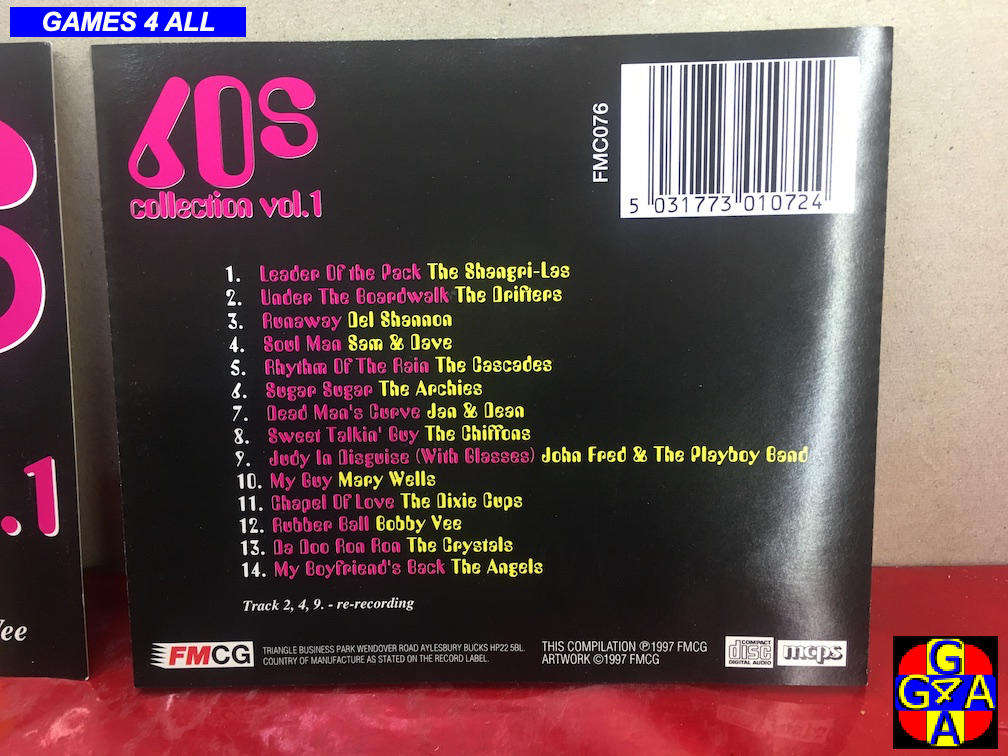 GAMES 4 ALL
60s
collection vol.1
FMC076
5 031773 010724
1. Leader Of the Pack The Shangri-Las
2. Under The Boardwalk The Drifters
3. Runaway Del Shannon
4. Soul Man Sam & Dave
5. Rhythm Of The Rain The Cascades
6. Sugar Sugar The Archies
7. Dead Man's Curve Jan & Dean
8. Sweet Talkin' Guy The Chiffons
9. Judy In Disguise (With Glasses) John Fred & The Playboy Band
10. My Guy Mary Wells
11. Chapel Of Love The Dixie Cups
12. Rubber Ball Bobby Vee
13. Da Doo Ron Ron The Crystals
14. My Boyfriend's Back The Angels
.1
Vee
Track 2, 4, 9. - re-recording
FMCG
TRIANGLE BUSINESS PARK WENDOVER ROAD AYLESBURY BUCKS HP22 5BL.
COUNTRY OF MANUFACTURE AS STATED ON THE RECORD LABEL.
THIS COMPILATION ℗1997 FMCG
ARTWORK ©1997 FMCG
COMPACT
disc
DIGITAL AUDIO
mcps
G
G4A
A